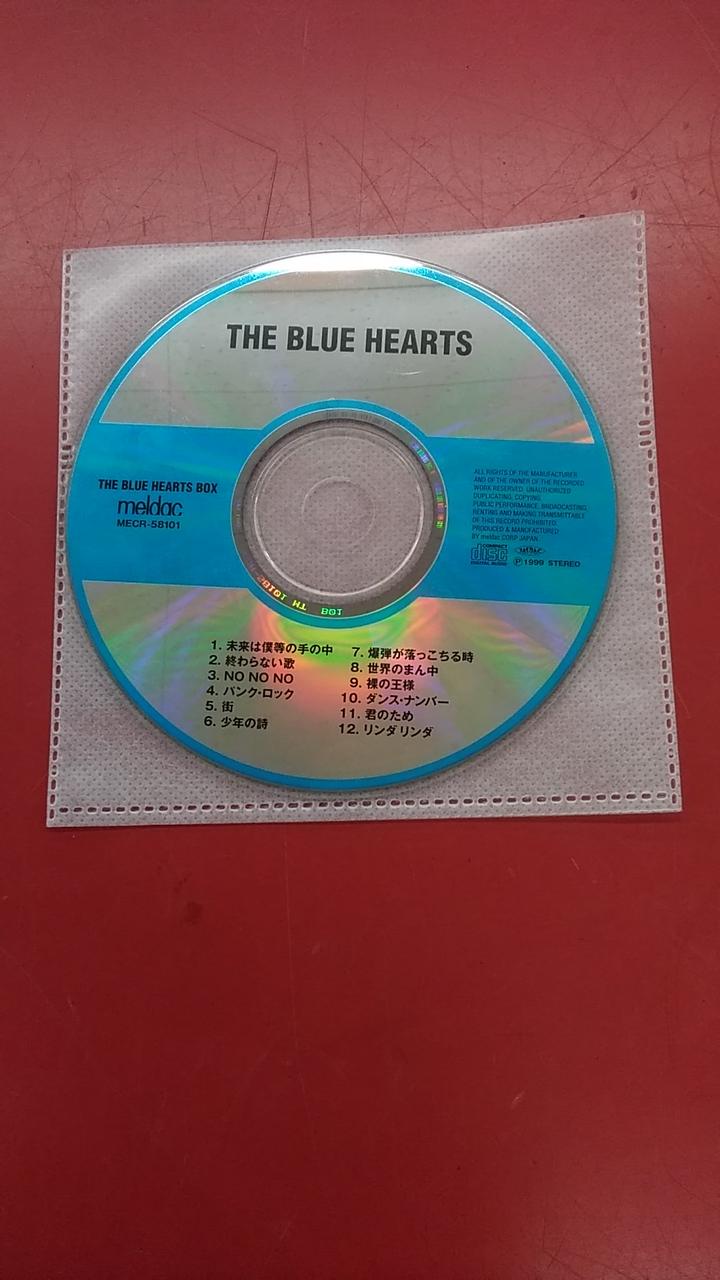 THE BLUE HEARTS
THE BLUE HEARTS BOX
meldac
MECR-58101
ALL RIGHTS OF THE MANUFACTURER
AND OF THE OWNER OF THE RECORDED
WORK RESERVED. UNAUTHORIZED
DUPLICATING, COPYING,
PUBLIC PERFORMANCE, BROADCASTING,
RENTING AND MAKING TRANSMITTABLE
OF THIS RECORD PROHIBITED.
PRODUCED & MANUFACTURED
BY meldac CORP. JAPAN.
COMPACT
disc
DIGITAL AUDIO
Ⓟ1999 STEREO
1. 未来は僕等の手の中
2. 終わらない歌
3. NO NO NO
4. パンク・ロック
5. 街
6. 少年の詩
7. 爆弾が落っこちる時
8. 世界のまん中
9. 裸の王様
10. ダンス・ナンバー
11. 君のため
12. リンダリンダ